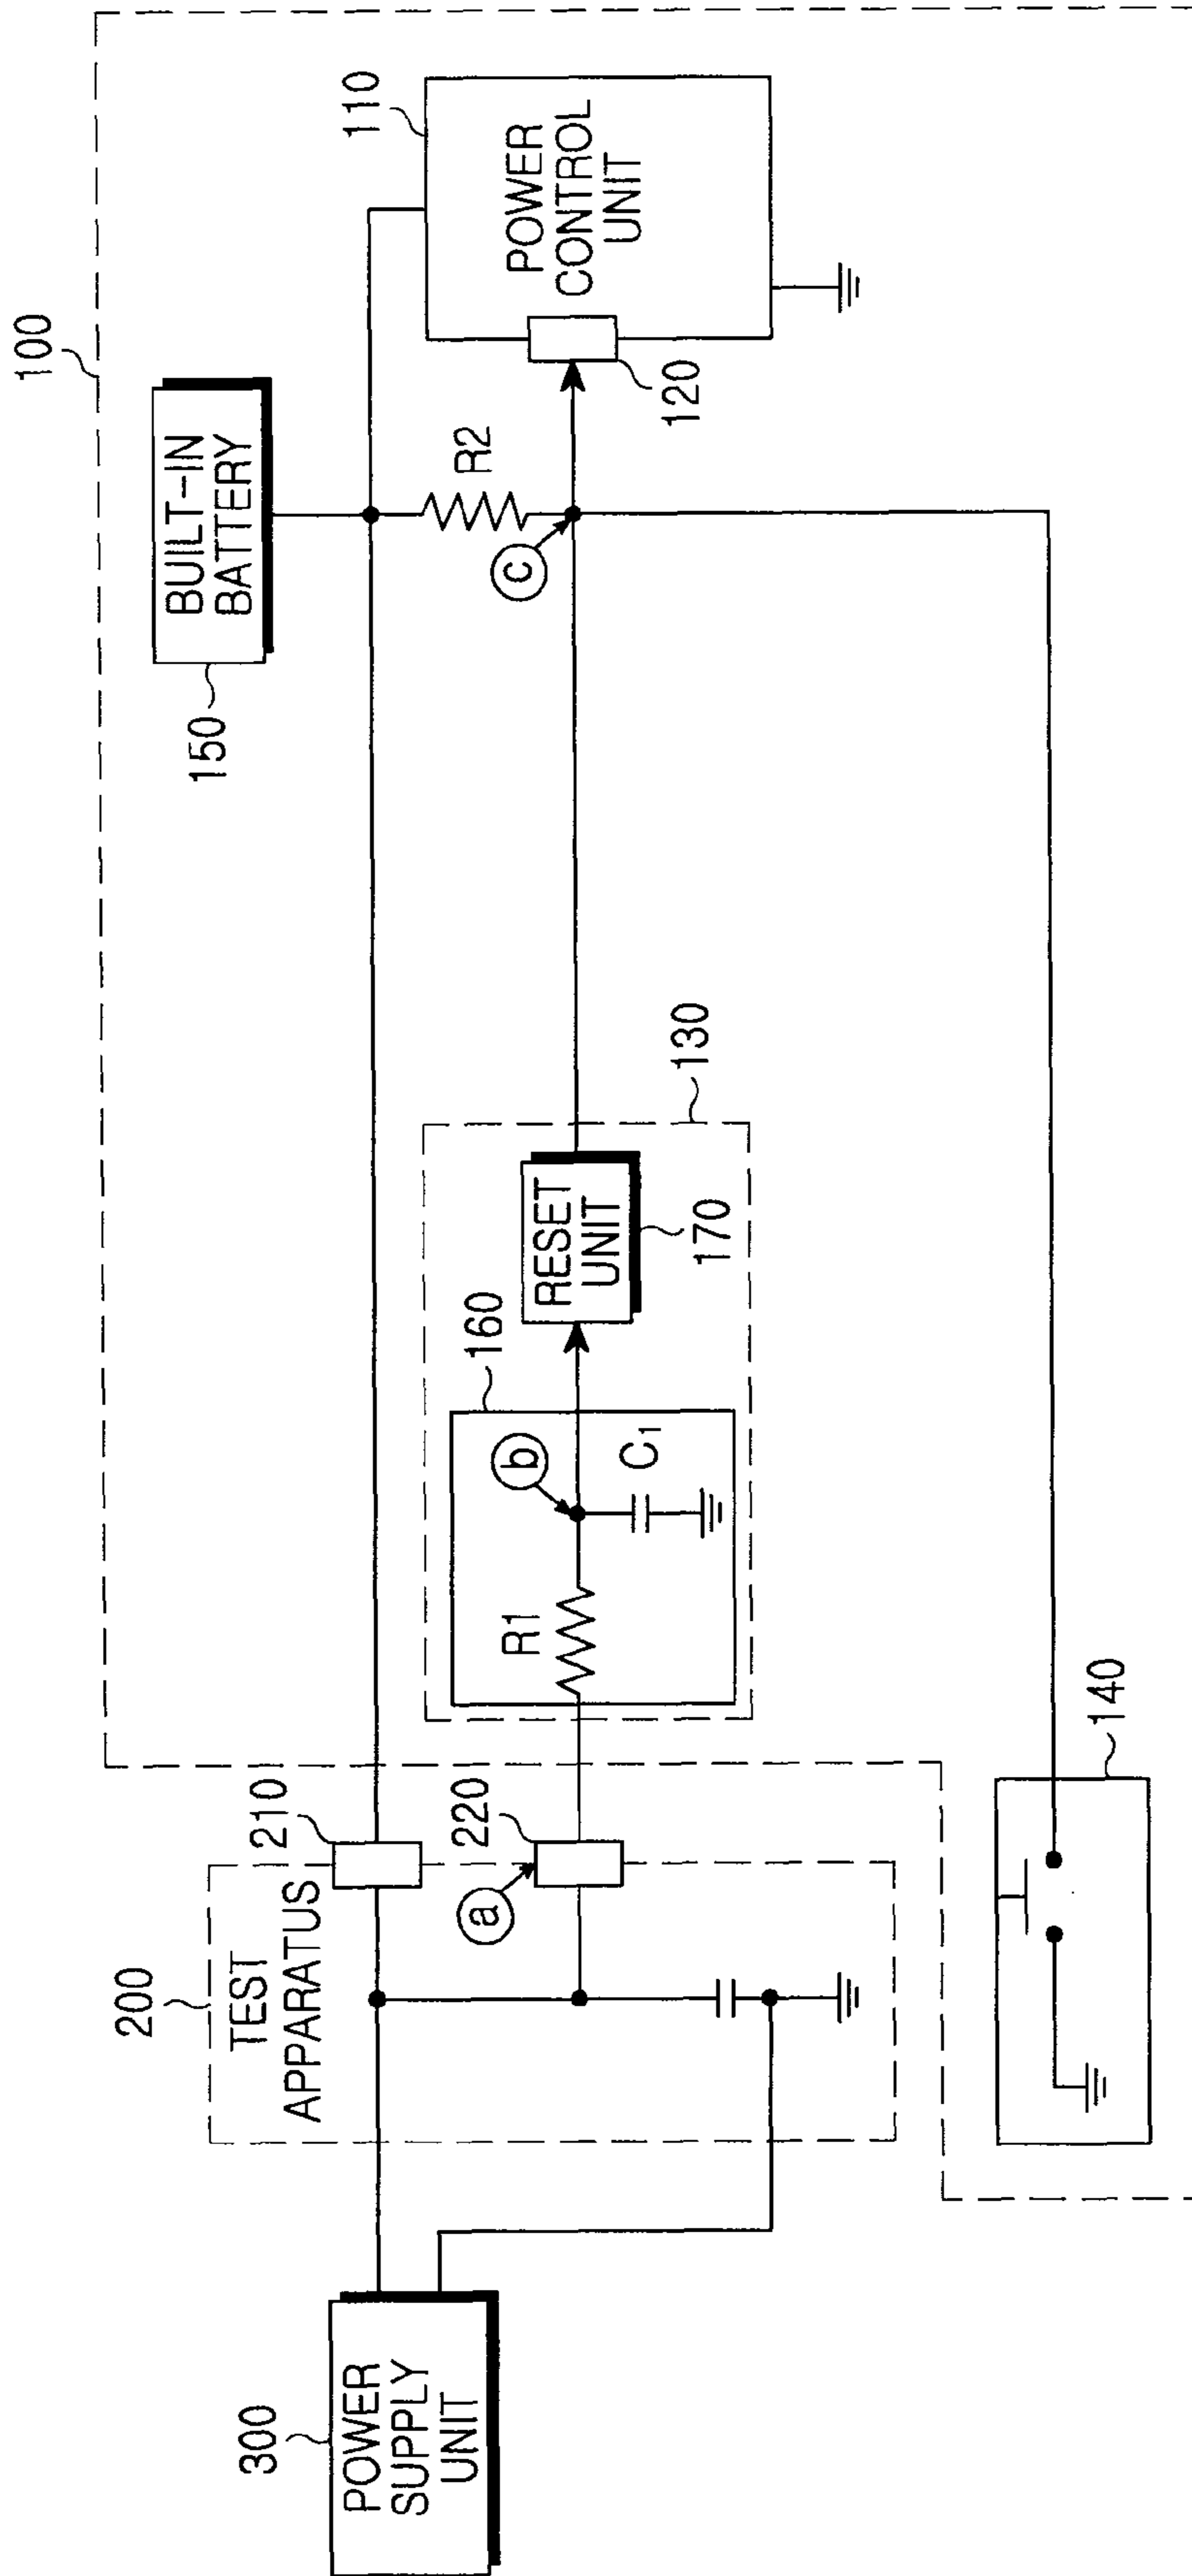 100
BUILT-IN
BATTERY
150
110
POWER
CONTROL
UNIT
120
R2
c
130
RESET
UNIT
170
160
b
C1
R1
210
220
a
200
TEST
APPARATUS
140
300
POWER
SUPPLY
UNIT